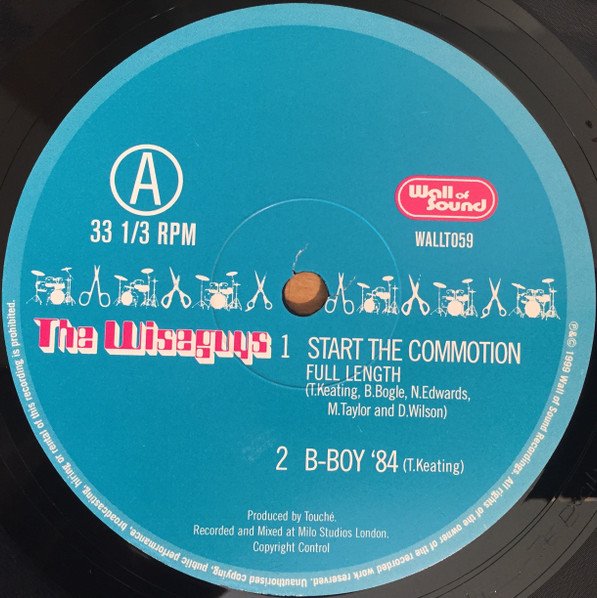 A
33 1/3 RPM
Wall of
Sound
WALLT059
The Wiseguys
1 START THE COMMOTION
FULL LENGTH
(T.Keating, B.Bogle, N.Edwards,
M.Taylor and D.Wilson)
2 B-BOY ‘84 (T.Keating)
Produced by Touché.
Recorded and Mixed at Milo Studios London.
Copyright Control
℗&© 1999 Wall of Sound Recordings. All rights of the owner of the recorded work reserved. Unauthorised copying, public performance, broadcasting, hiring or rental of this recording is prohibited.